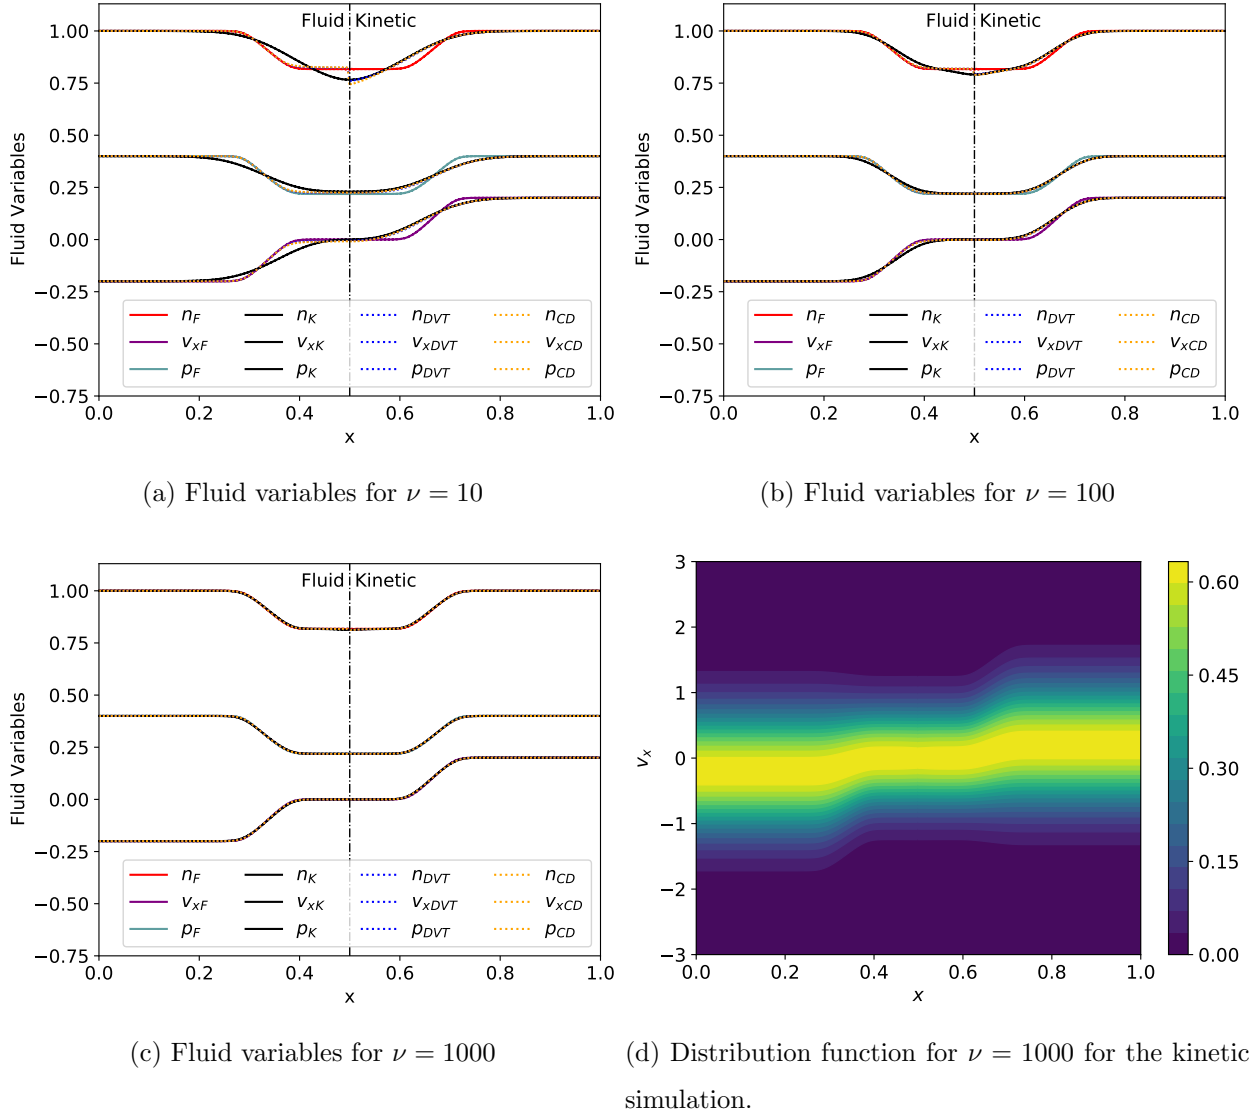 Fluid Kinetic
1.00
0.75
0.50
0.25
0.00
−0.25
−0.50
−0.75
Fluid Variables
n_F n_K n_DVT n_CD
v_xF v_xK v_xDVT v_xCD
p_F p_K p_DVT p_CD
0.0 0.2 0.4 0.6 0.8 1.0
x
(a) Fluid variables for ν = 10
Fluid Kinetic
1.00
0.75
0.50
0.25
0.00
−0.25
−0.50
−0.75
Fluid Variables
n_F n_K n_DVT n_CD
v_xF v_xK v_xDVT v_xCD
p_F p_K p_DVT p_CD
0.0 0.2 0.4 0.6 0.8 1.0
x
(b) Fluid variables for ν = 100
Fluid Kinetic
1.00
0.75
0.50
0.25
0.00
−0.25
−0.50
−0.75
Fluid Variables
n_F n_K n_DVT n_CD
v_xF v_xK v_xDVT v_xCD
p_F p_K p_DVT p_CD
0.0 0.2 0.4 0.6 0.8 1.0
x
(c) Fluid variables for ν = 1000
3
2
1
0
−1
−2
−3
v_x
0.0 0.2 0.4 0.6 0.8 1.0
x
0.60
0.45
0.30
0.15
0.00
(d) Distribution function for ν = 1000 for the kinetic
simulation.